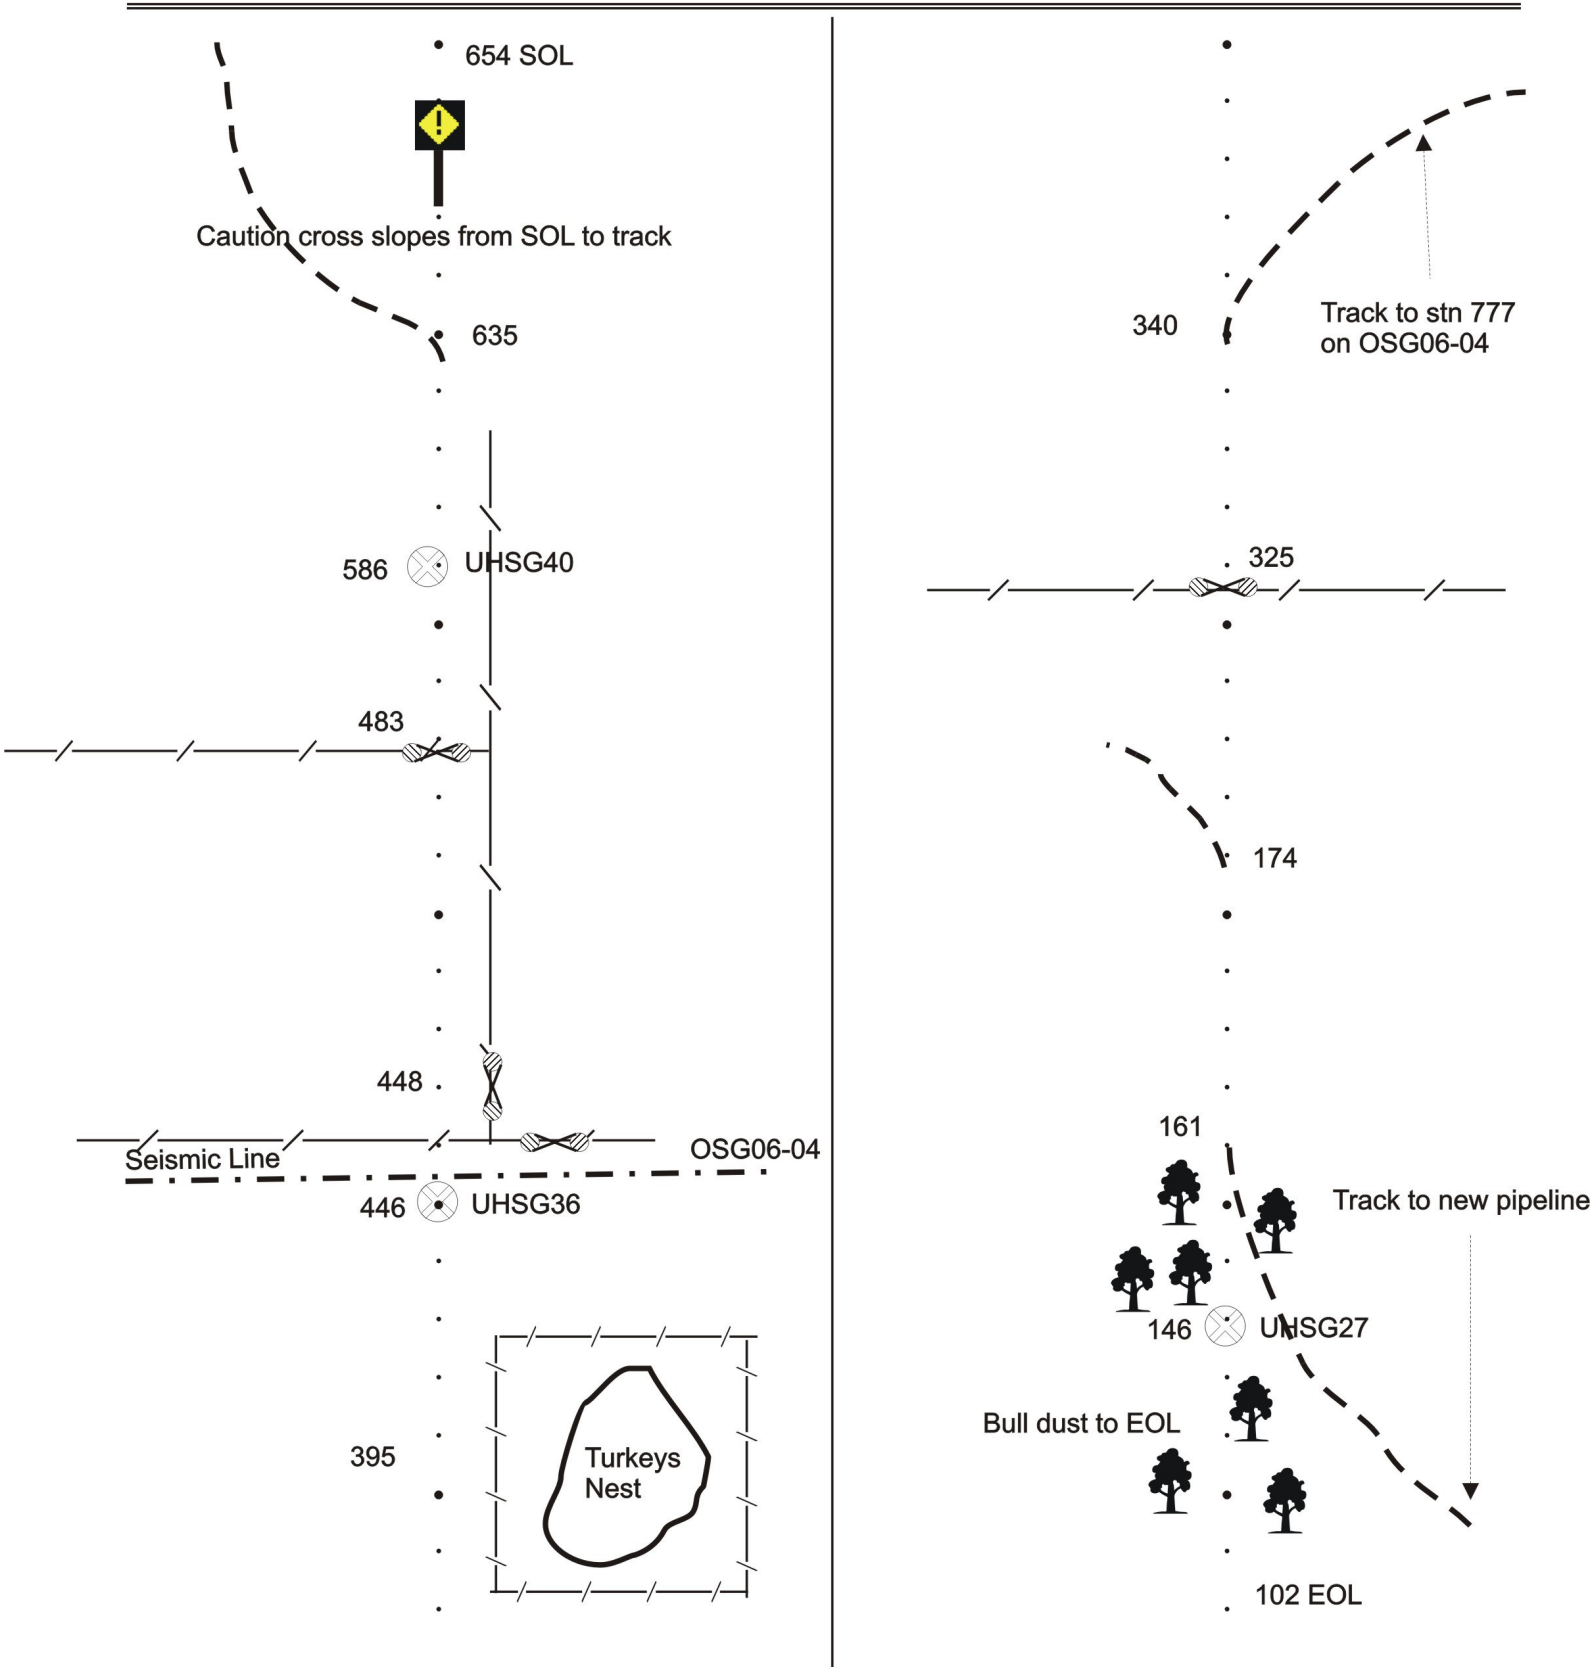 654 SOL
!
Caution cross slopes from SOL to track
635
586
UHSG40
483
448
OSG06-04
Seismic Line
446
UHSG36
395
Turkeys
Nest
340
Track to stn 777
on OSG06-04
325
174
161
Track to new pipeline
146
UHSG27
Bull dust to EOL
102 EOL